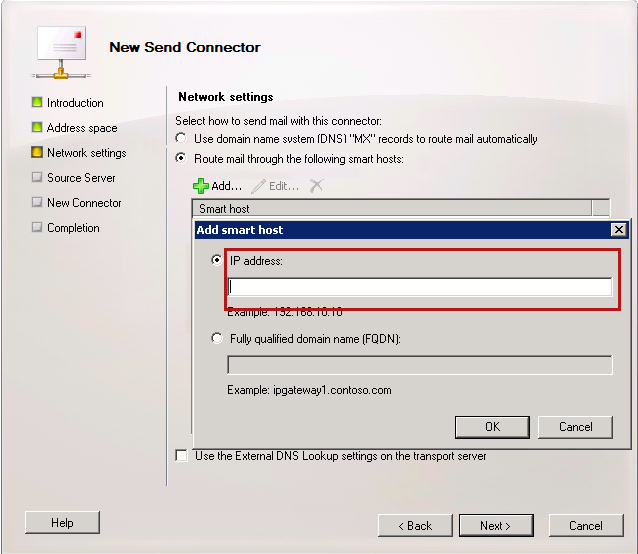 New Send Connector
Introduction
Address space
Network settings
Source Server
New Connector
Completion
Network settings
Select how to send mail with this connector:
Use domain name system (DNS) "MX" records to route mail automatically
Route mail through the following smart hosts:
Add... Edit...
Smart host
Add smart host
IP address:
Example: 192.168.10.10
Fully qualified domain name (FQDN):
Example: ipgateway1.contoso.com
OK Cancel
Use the External DNS Lookup settings on the transport server
Help < Back Next > Cancel